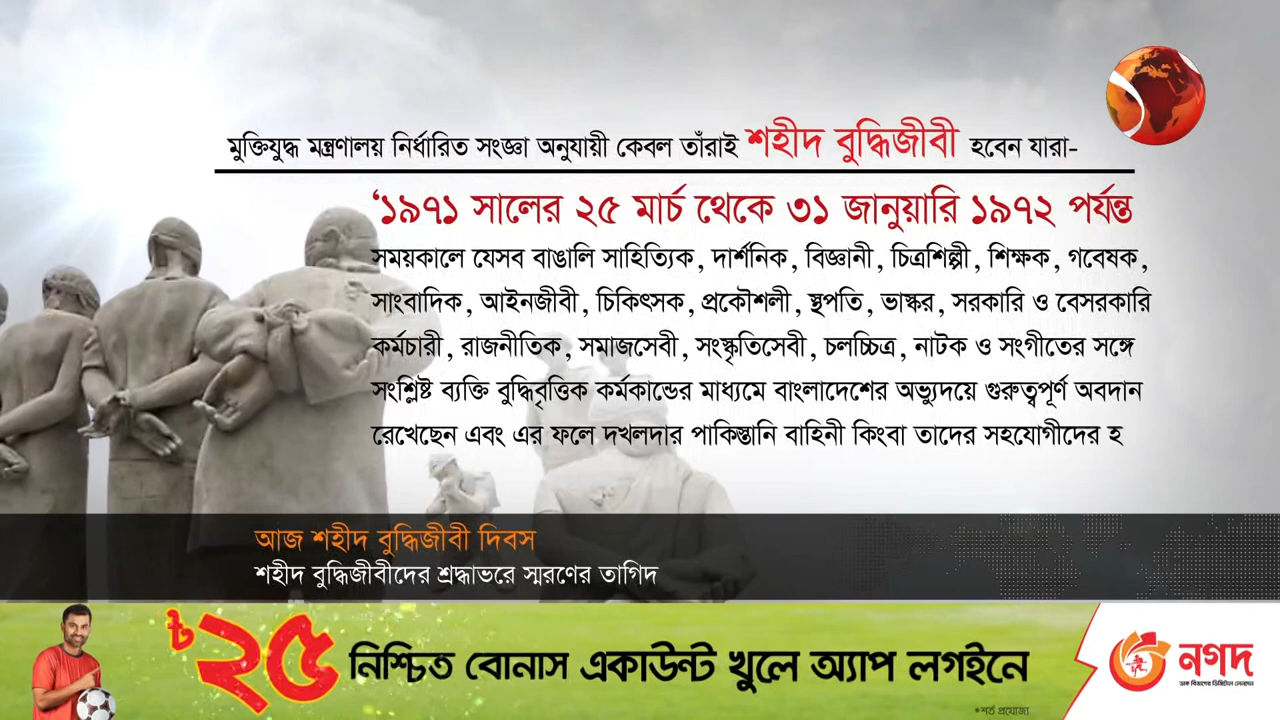 মুক্তিযুদ্ধ মন্ত্রণালয় নির্ধারিত সংজ্ঞা অনুযায়ী কেবল তাঁরাই শহীদ বুদ্ধিজীবী হবেন যারা-
‘১৯৭১ সালের ২৫ মার্চ থেকে ৩১ জানুয়ারি ১৯৭২ পর্যন্ত
সময়কালে যেসব বাঙালি সাহিত্যিক, দার্শনিক, বিজ্ঞানী, চিত্রশিল্পী, শিক্ষক, গবেষক,
সাংবাদিক, আইনজীবী, চিকিৎসক, প্রকৌশলী, স্থপতি, ভাস্কর, সরকারি ও বেসরকারি
কর্মচারী, রাজনীতিক, সমাজসেবী, সংস্কৃতিসেবী, চলচ্চিত্র, নাটক ও সংগীতের সঙ্গে
সংশ্লিষ্ট ব্যক্তি বুদ্ধিবৃত্তিক কর্মকান্ডের মাধ্যমে বাংলাদেশের অভ্যুদয়ে গুরুত্বপূর্ণ অবদান
রেখেছেন এবং এর ফলে দখলদার পাকিস্তানি বাহিনী কিংবা তাদের সহযোগীদের হ
আজ শহীদ বুদ্ধিজীবী দিবস
শহীদ বুদ্ধিজীবীদের শ্রদ্ধাভরে স্মরণের তাগিদ
৳২৫ নিশ্চিত বোনাস একাউন্ট খুলে অ্যাপ লগইনে
*শর্ত প্রযোজ্য
নগদ
ডাক বিভাগের ডিজিটাল লেনদেন